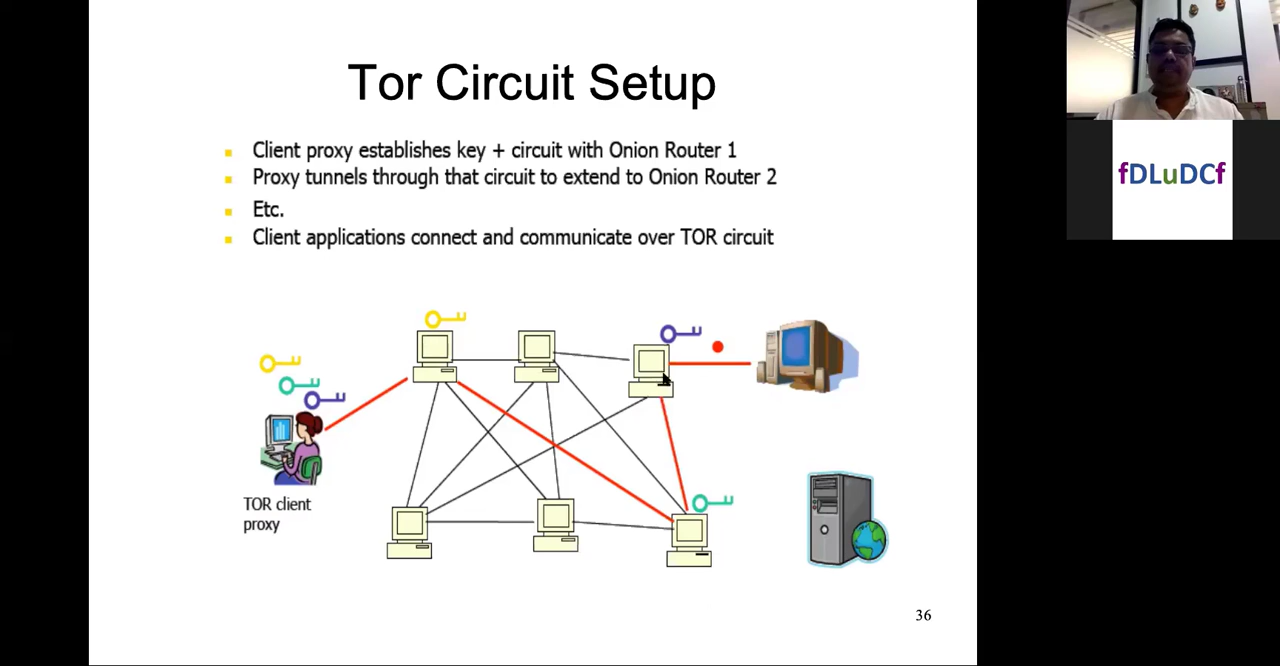 Tor Circuit Setup
Client proxy establishes key + circuit with Onion Router 1
Proxy tunnels through that circuit to extend to Onion Router 2
Etc.
Client applications connect and communicate over TOR circuit
TOR client
proxy
36
fDLuDCf